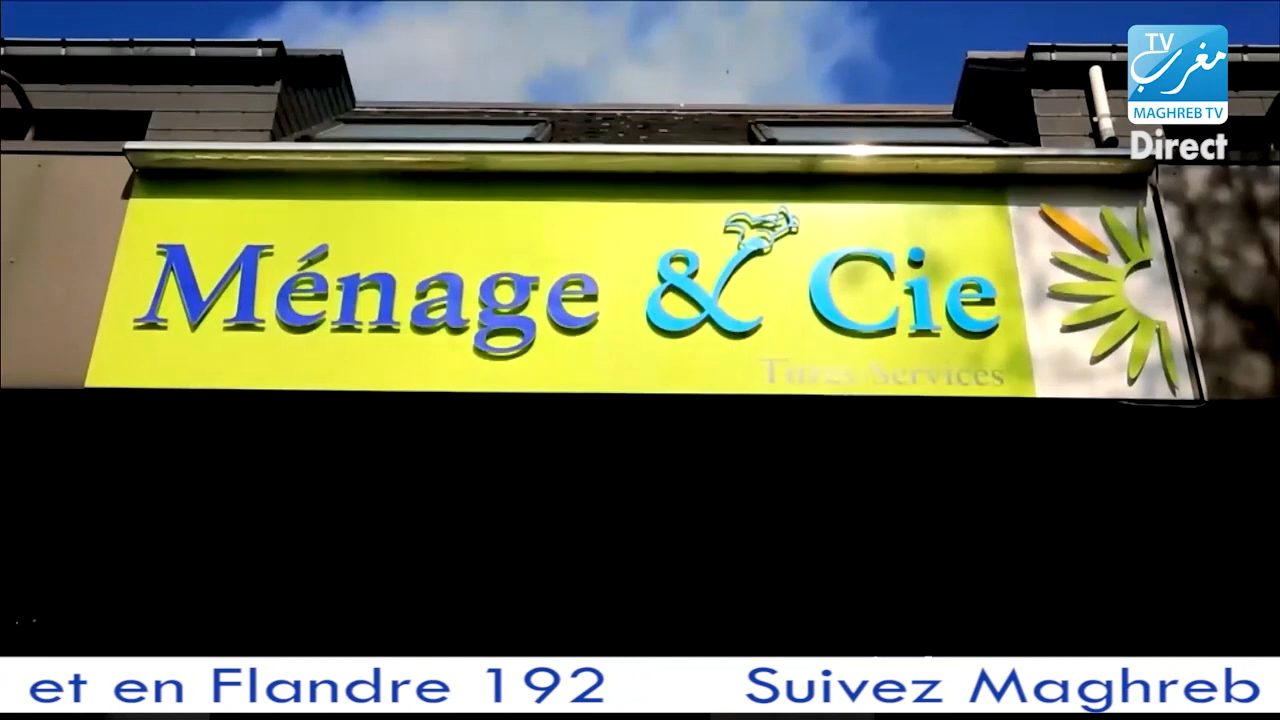 TV
مغرب
MAGHREB TV
Direct
Ménage & Cie
Titres-Services
et en Flandre 192 Suivez Maghreb